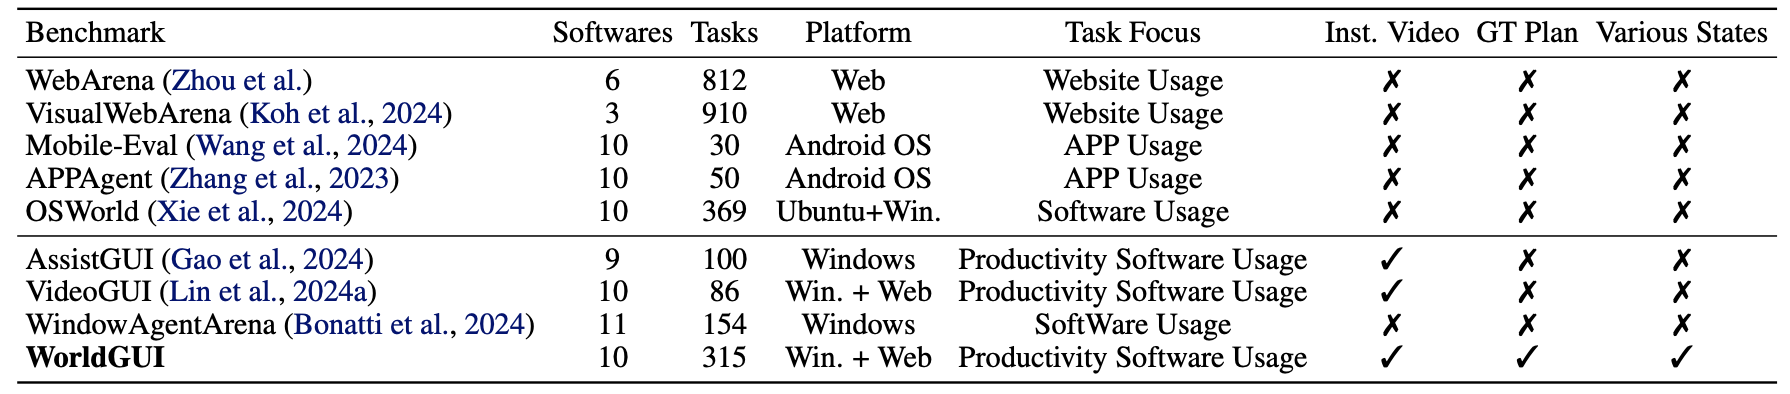 Benchmark Softwares Tasks Platform Task Focus Inst. Video GT Plan Various States
WebArena (Zhou et al.) 6 812 Web Website Usage ✗ ✗ ✗
VisualWebArena (Koh et al., 2024) 3 910 Web Website Usage ✗ ✗ ✗
Mobile-Eval (Wang et al., 2024) 10 30 Android OS APP Usage ✗ ✗ ✗
APPAgent (Zhang et al., 2023) 10 50 Android OS APP Usage ✗ ✗ ✗
OSWorld (Xie et al., 2024) 10 369 Ubuntu+Win. Software Usage ✗ ✗ ✗
AssistGUI (Gao et al., 2024) 9 100 Windows Productivity Software Usage ✓ ✗ ✗
VideoGUI (Lin et al., 2024a) 10 86 Win. + Web Productivity Software Usage ✓ ✗ ✗
WindowAgentArena (Bonatti et al., 2024) 11 154 Windows SoftWare Usage ✗ ✗ ✗
WorldGUI 10 315 Win. + Web Productivity Software Usage ✓ ✓ ✓